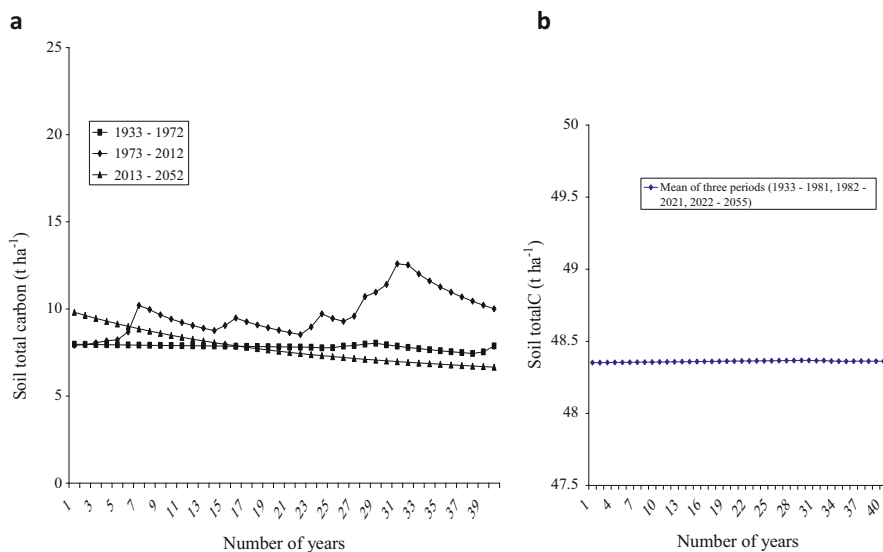 a
25
20
15
10
5
0
Soil total carbon (t ha-1)
1933 - 1972
1973 - 2012
2013 - 2052
1 3 5 7 9 11 13 15 17 19 21 23 25 27 29 31 33 35 37 39
Number of years
b
50
49.5
49
48.5
48
47.5
Soil totalC (t ha-1)
Mean of three periods (1933 - 1981, 1982 -
2021, 2022 - 2055)
1 4 7 10 13 16 19 22 25 28 31 34 37 40
Number of years